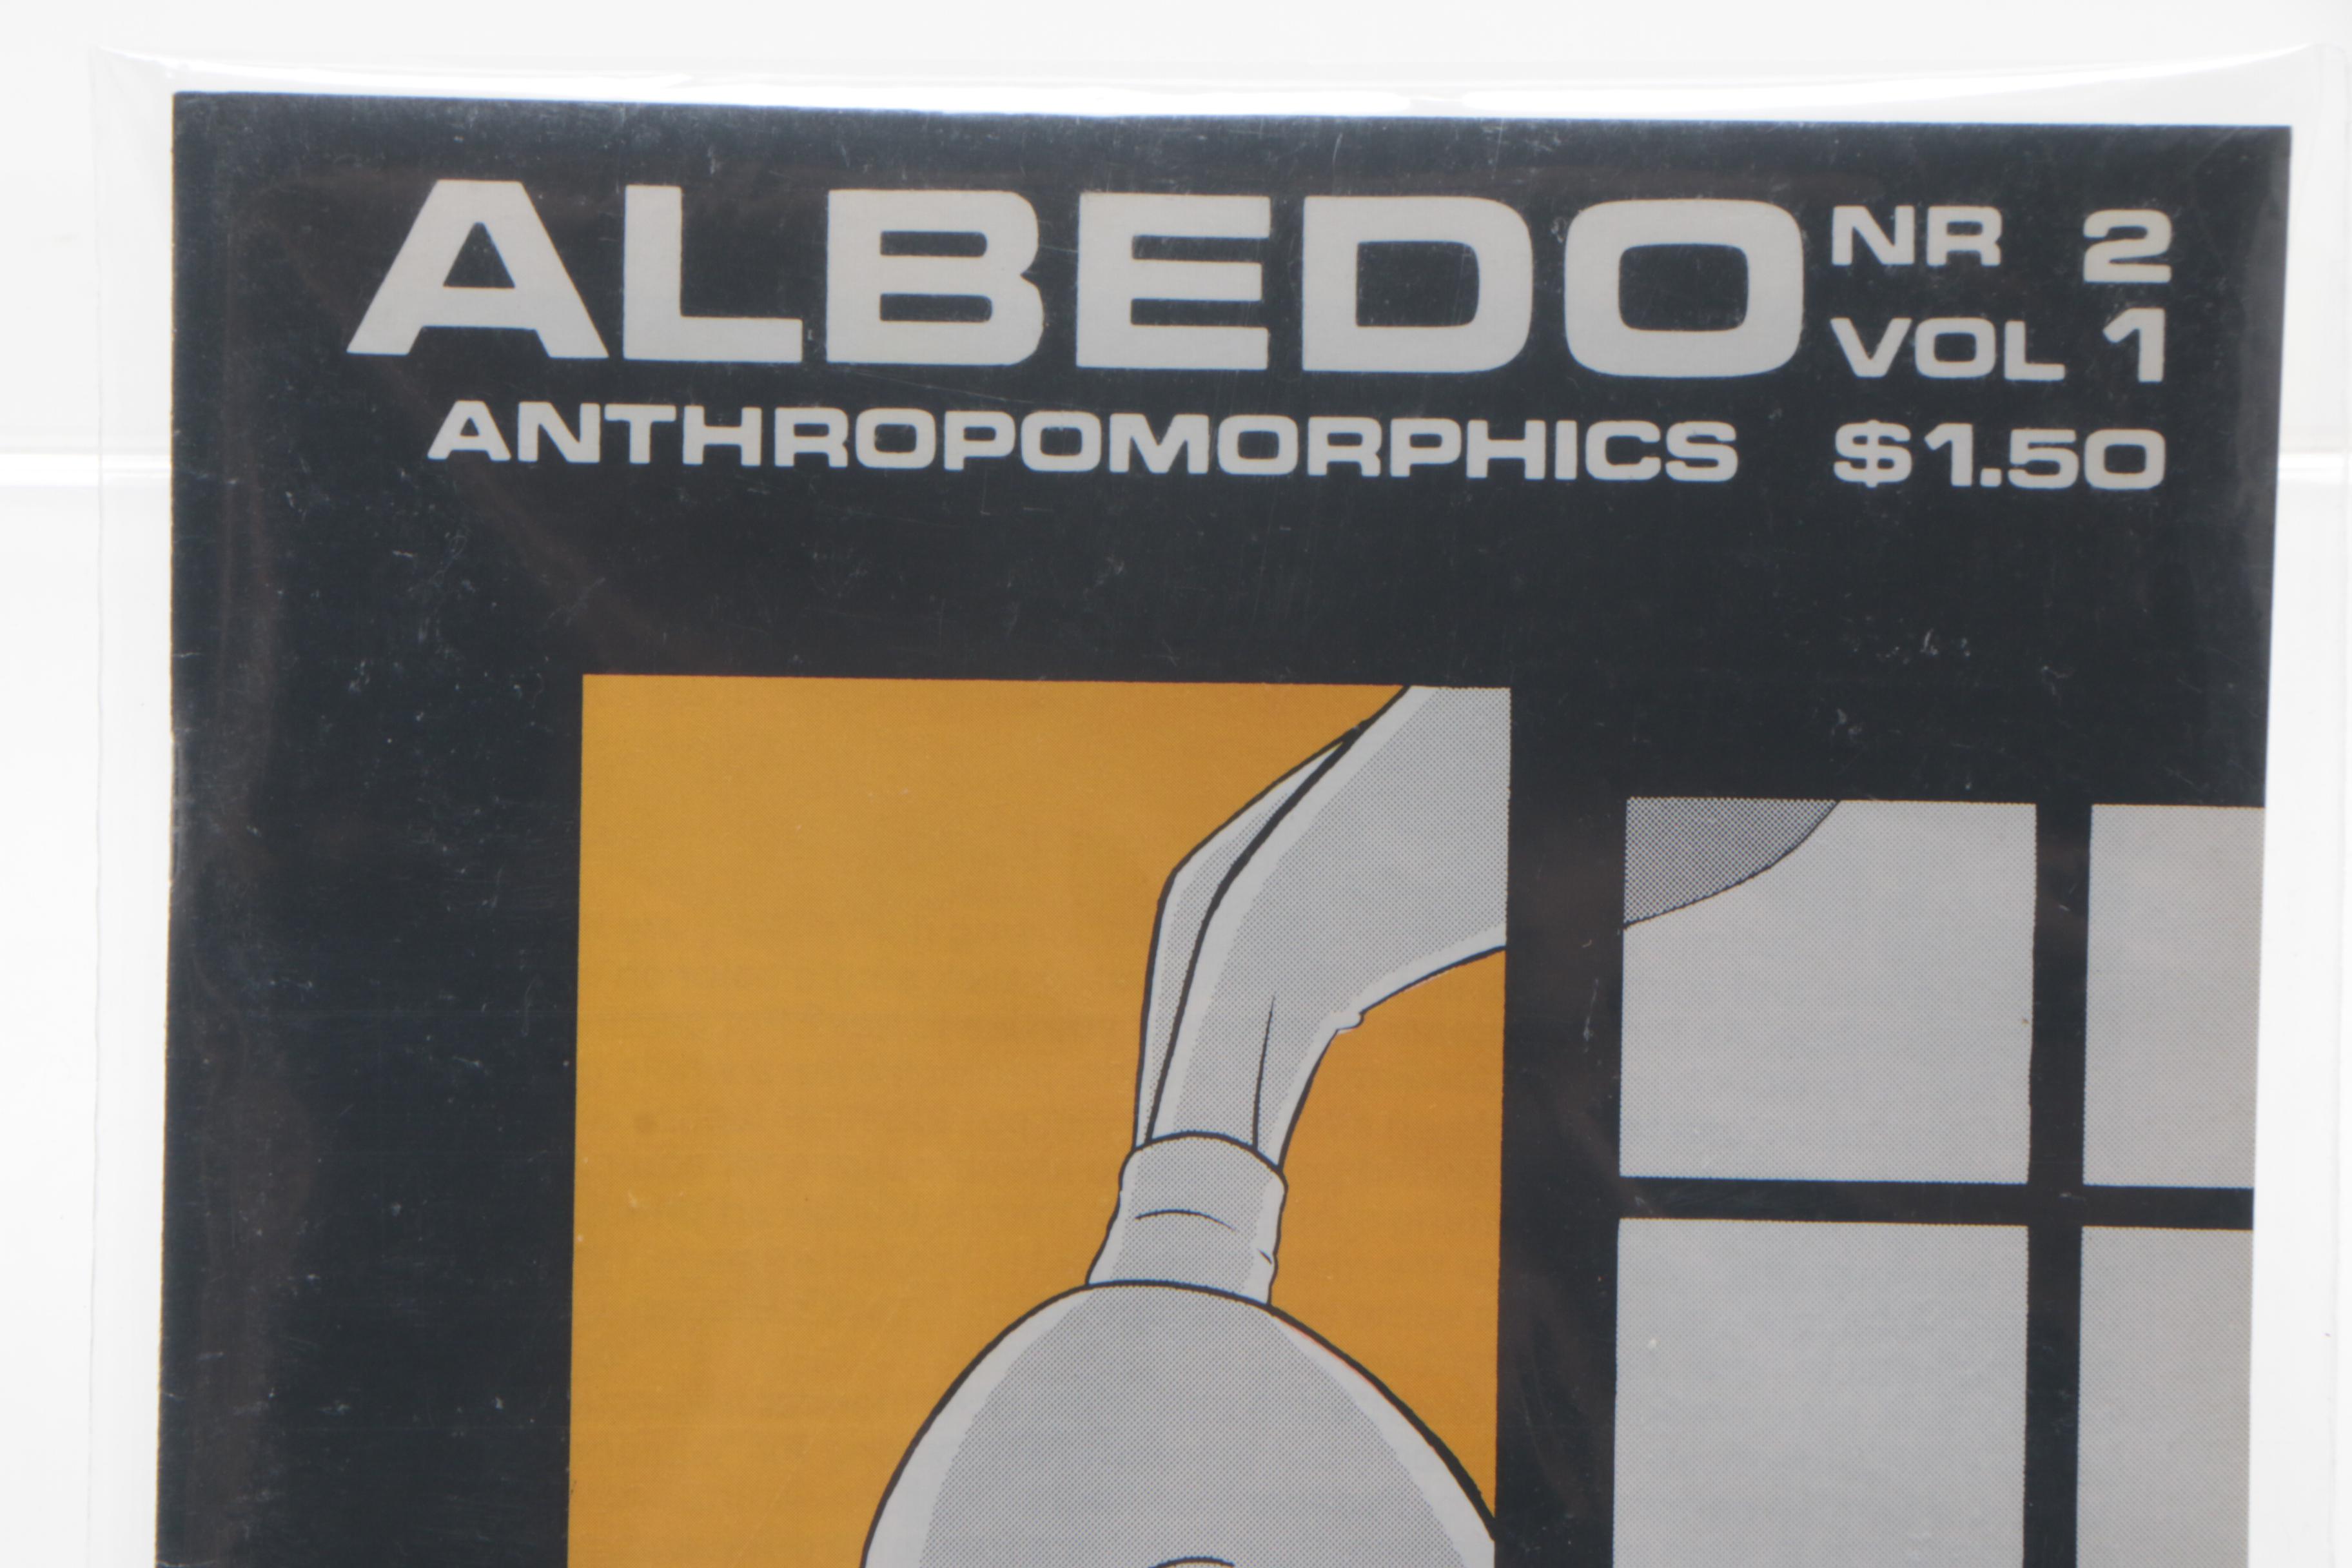 ALBEDO NR 2
VOL 1
ANTHROPOMORPHICS $1.50